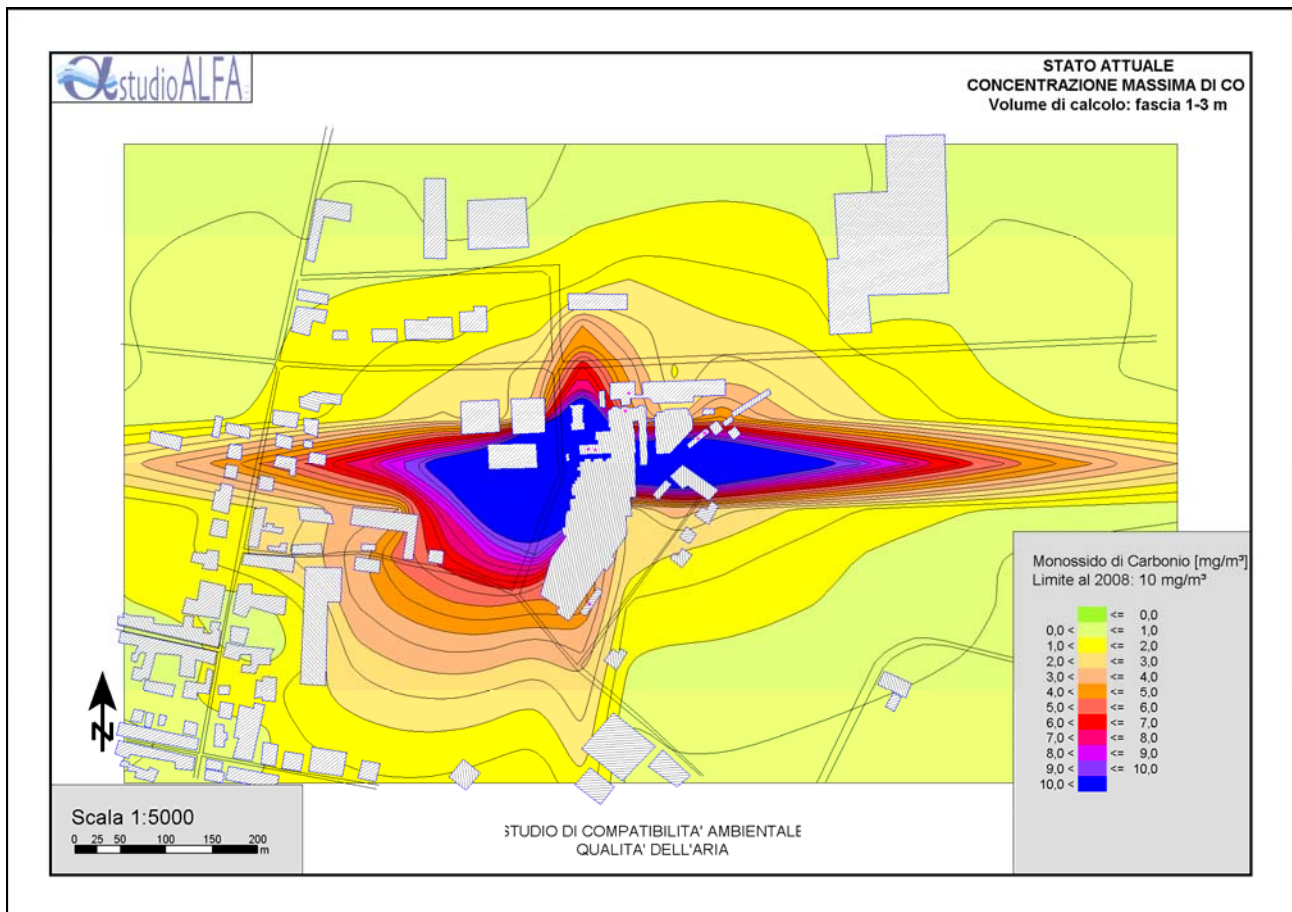 αstudioALFA
STATO ATTUALE
CONCENTRAZIONE MASSIMA DI CO
Volume di calcolo: fascia 1-3 m
Monossido di Carbonio [mg/m³]
Limite al 2008: 10 mg/m³
<= 0,0
0,0 < <= 1,0
1,0 < <= 2,0
2,0 < <= 3,0
3,0 < <= 4,0
4,0 < <= 5,0
5,0 < <= 6,0
6,0 < <= 7,0
7,0 < <= 8,0
8,0 < <= 9,0
9,0 < <= 10,0
10,0 <
N
Scala 1:5000
0 25 50 100 150 200
m
STUDIO DI COMPATIBILITA' AMBIENTALE
QUALITA' DELL'ARIA